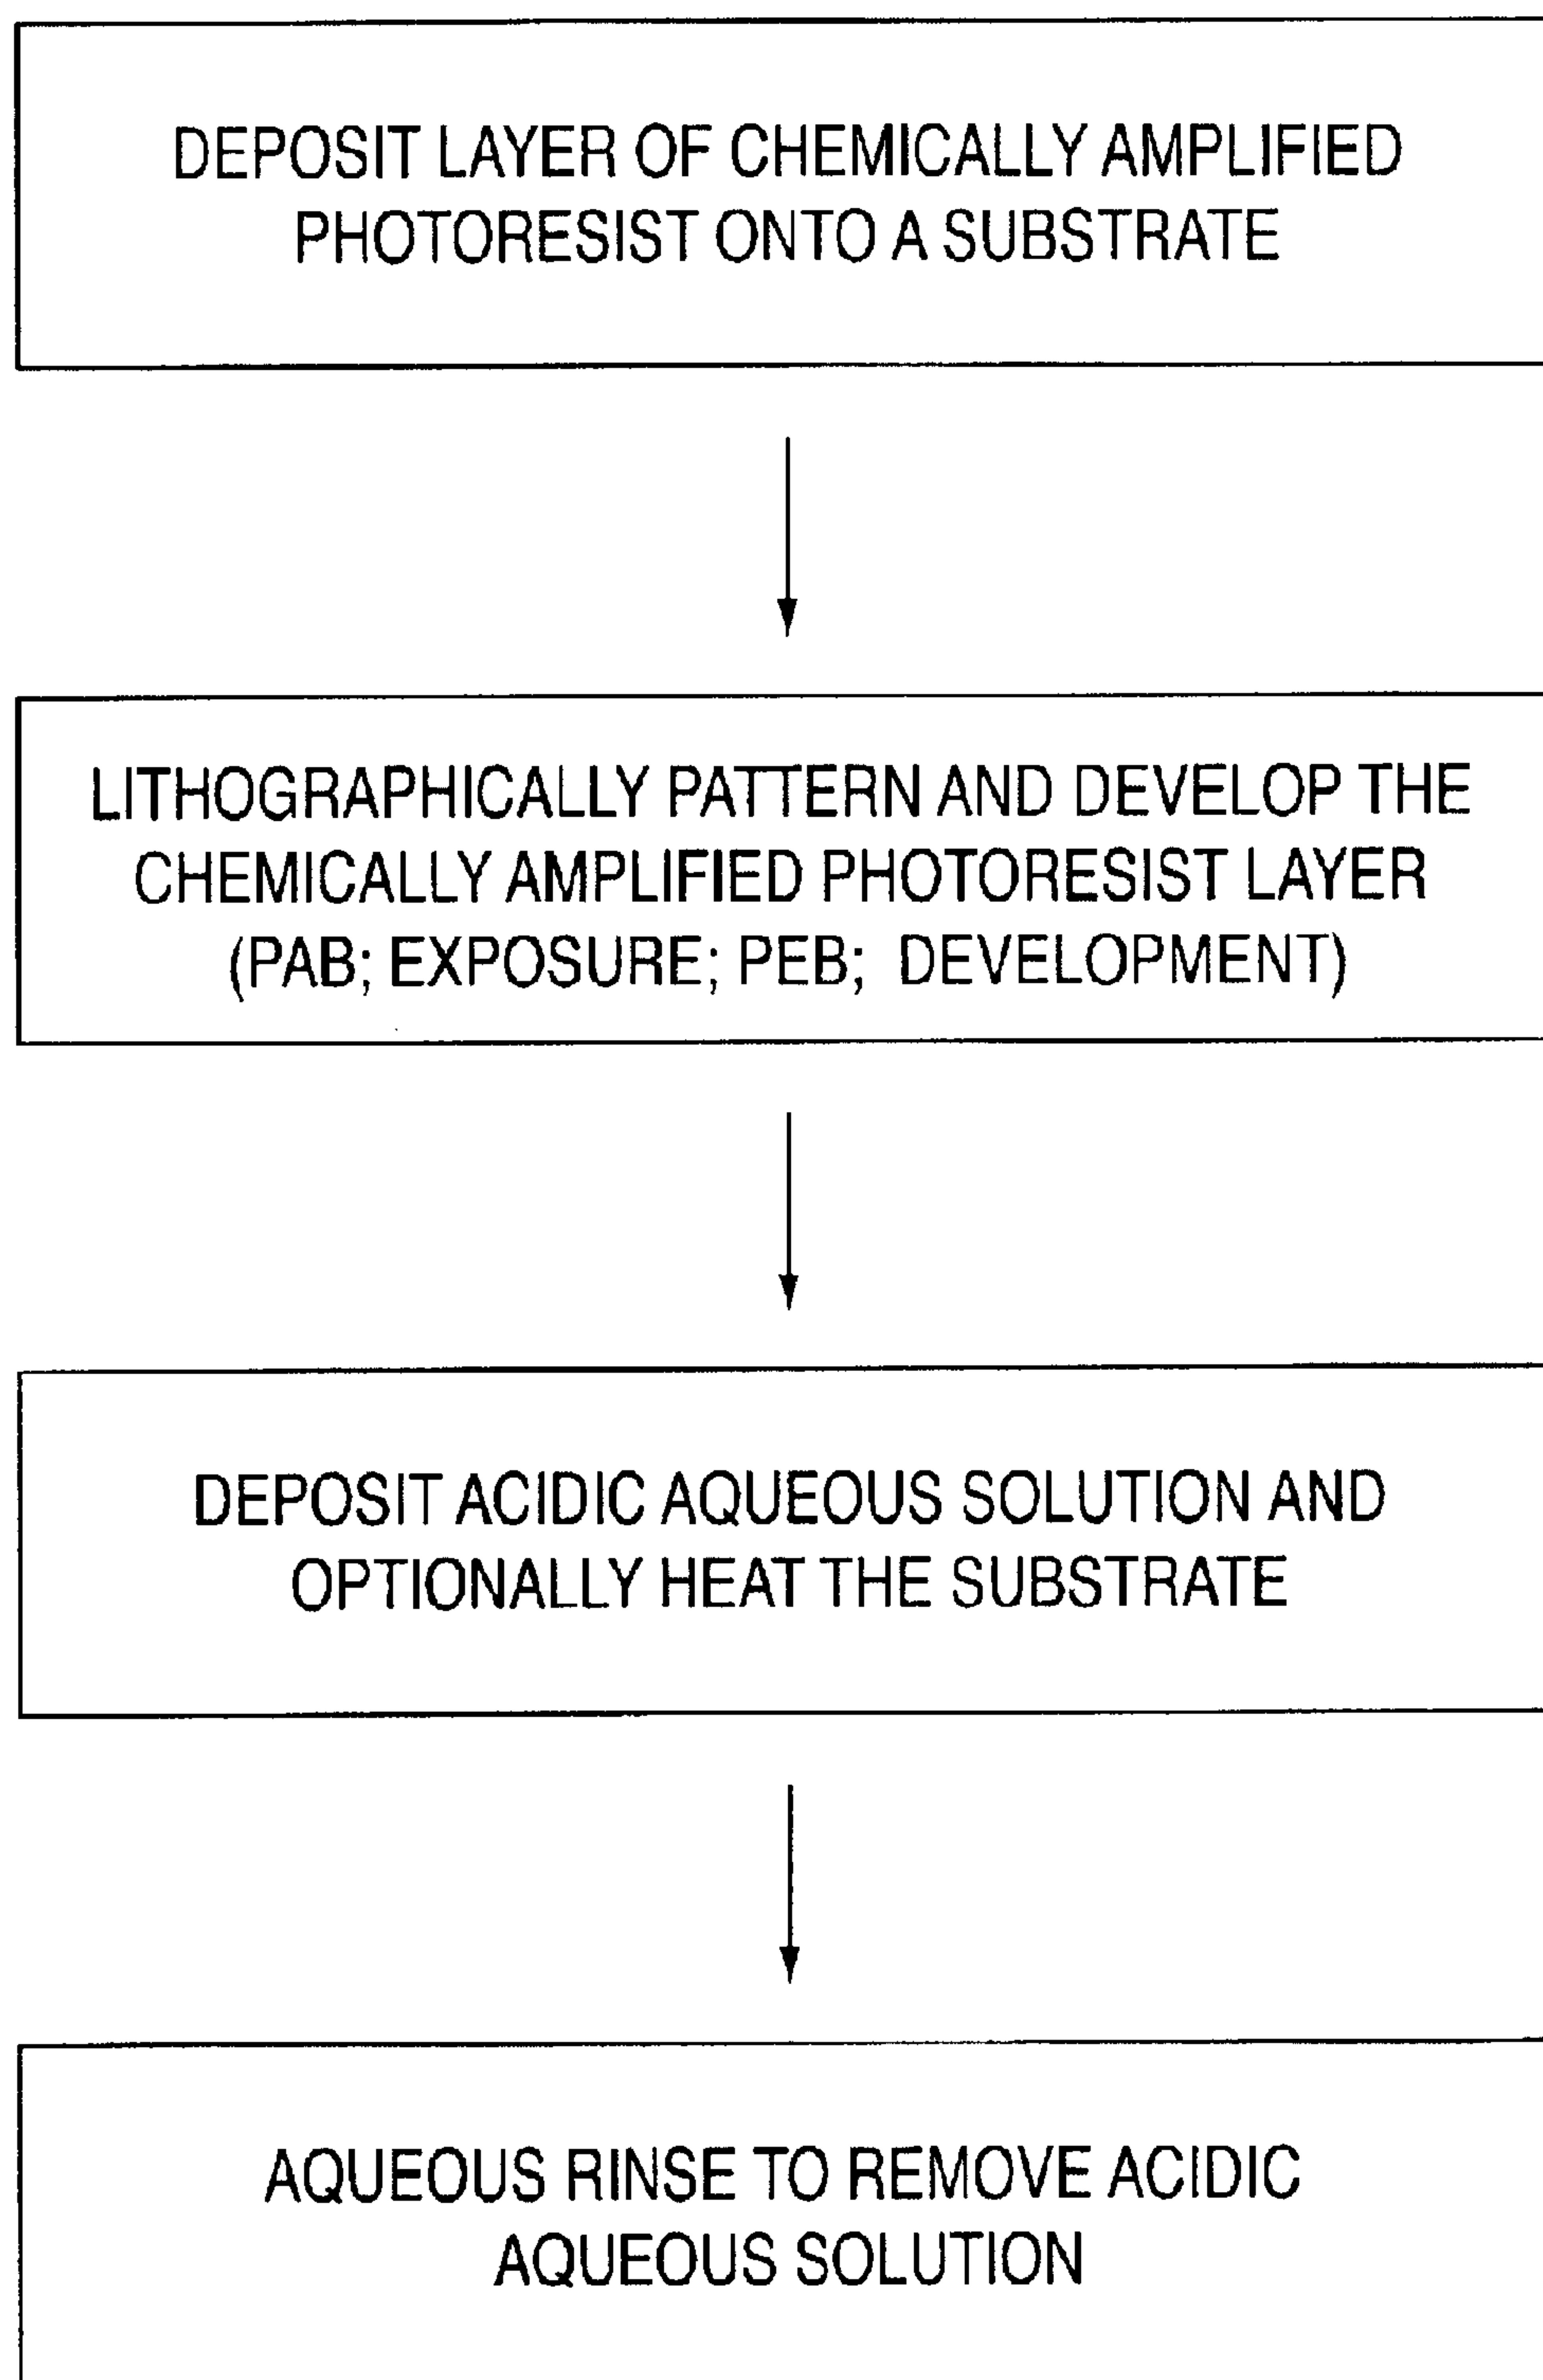 DEPOSIT LAYER OF CHEMICALLY AMPLIFIED
PHOTORESIST ONTO A SUBSTRATE
LITHOGRAPHICALLY PATTERN AND DEVELOP THE
CHEMICALLY AMPLIFIED PHOTORESIST LAYER
(PAB; EXPOSURE; PEB; DEVELOPMENT)
DEPOSIT ACIDIC AQUEOUS SOLUTION AND
OPTIONALLY HEAT THE SUBSTRATE
AQUEOUS RINSE TO REMOVE ACIDIC
AQUEOUS SOLUTION